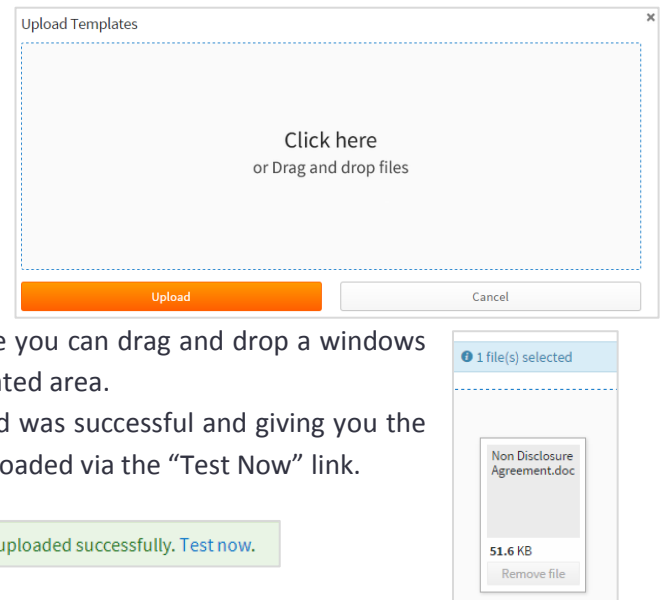 Upload Templates
×
Click here
or Drag and drop files
Upload
Cancel
you can drag and drop a windows
area.
was successful and giving you the
via the “Test Now” link.
uploaded successfully. Test now.
1 file(s) selected
Non Disclosure
Agreement.doc
51.6 KB
Remove file